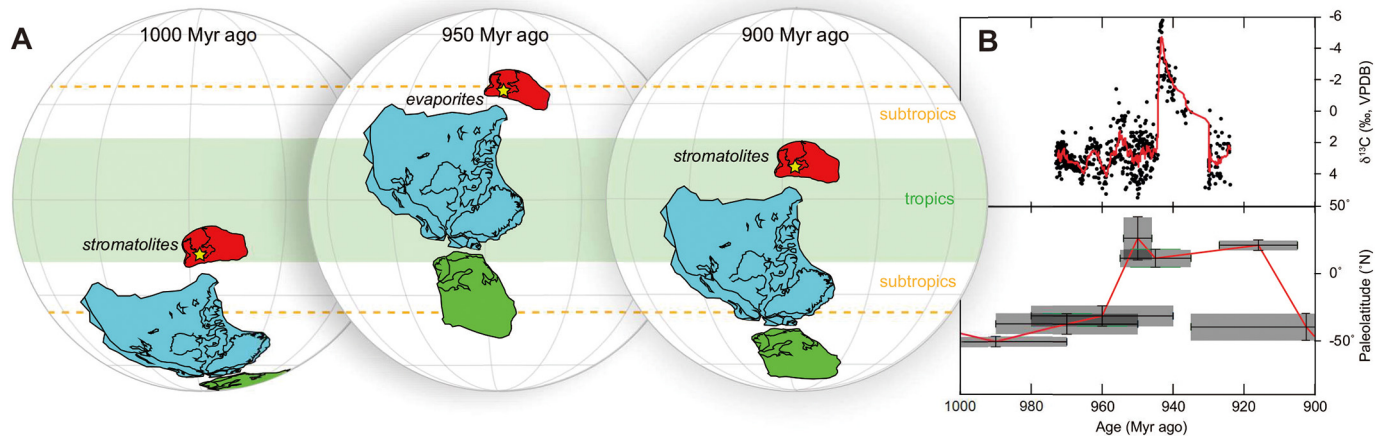 A
1000 Myr ago
950 Myr ago
900 Myr ago
evaporites
subtropics
stromatolites
tropics
stromatolites
subtropics
B
-6
-4
-2
0
2
4
δ¹³C (‰, VPDB)
50˚
0˚
-50˚
Paleolatitude (˚N)
1000
980
960
940
920
900
Age (Myr ago)